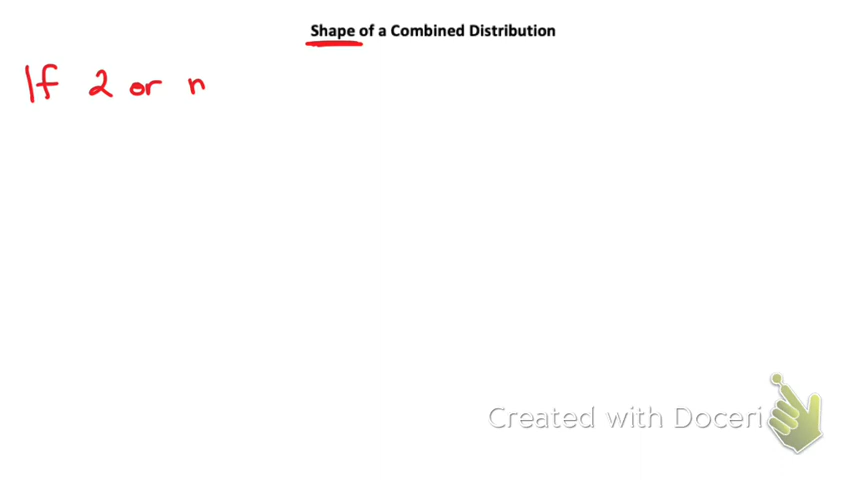 Shape of a Combined Distribution
If 2 or n
Created with Doceri